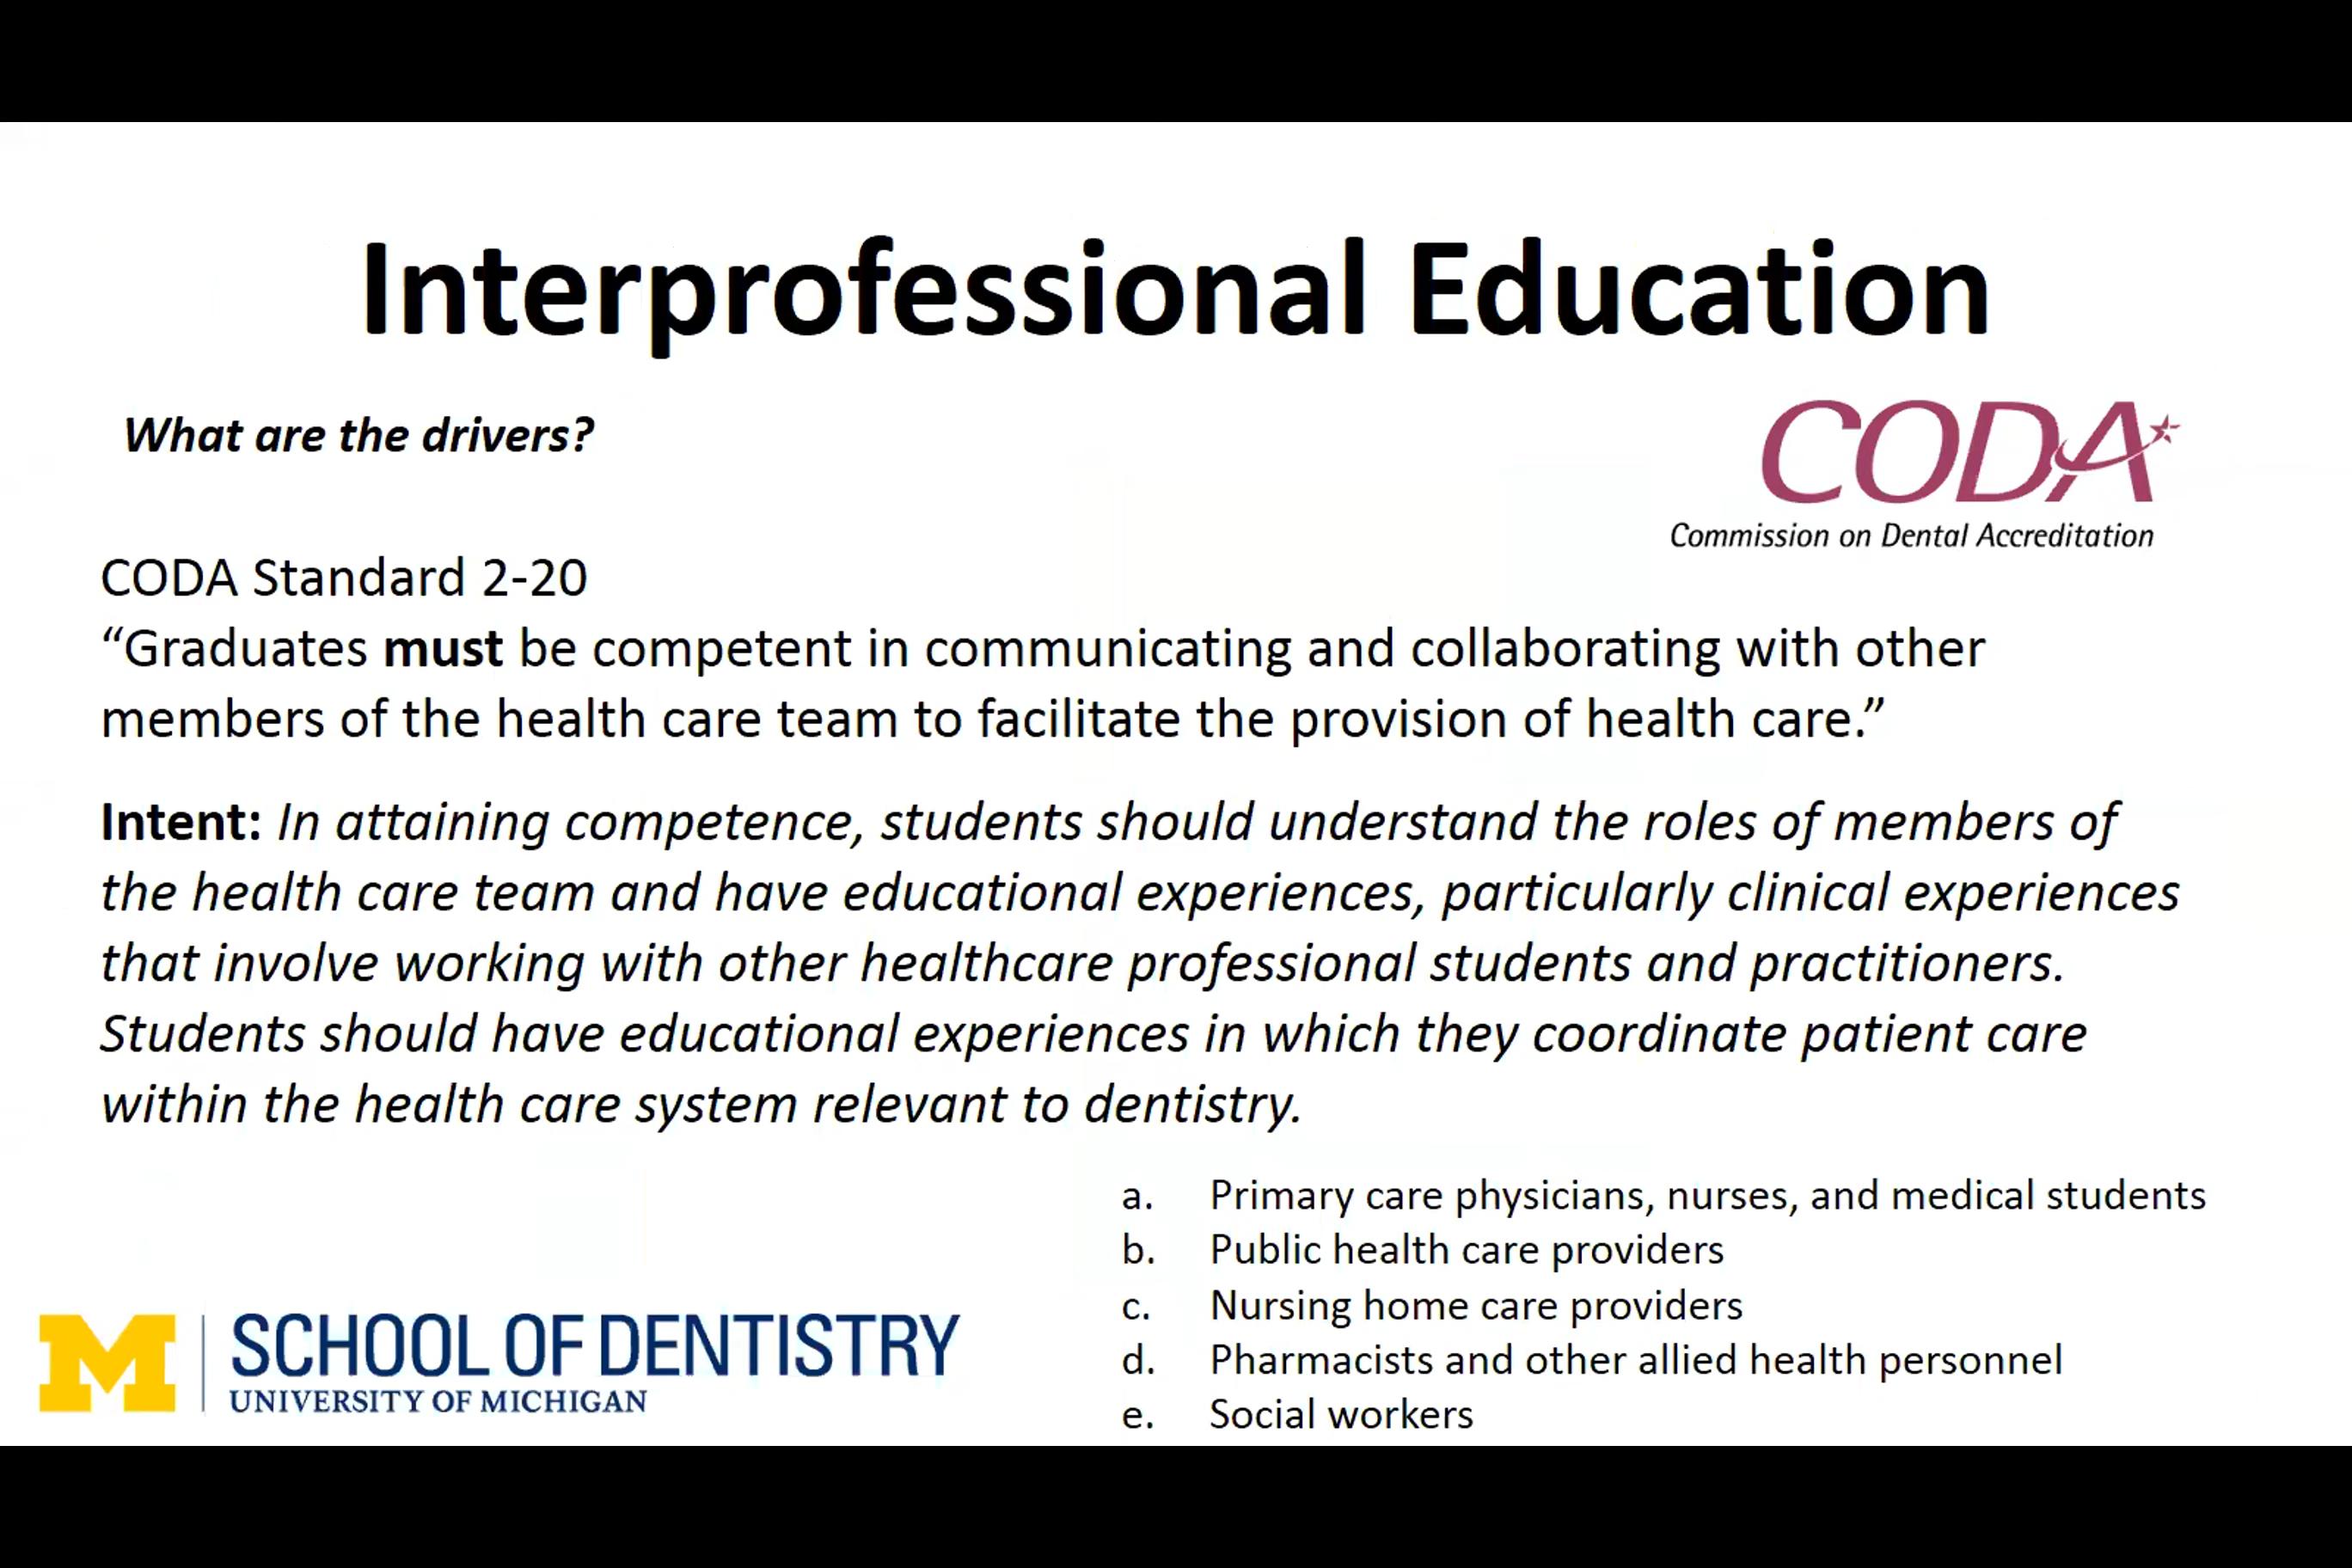 Interprofessional Education
What are the drivers?
CODA
Commission on Dental Accreditation
CODA Standard 2-20
“Graduates must be competent in communicating and collaborating with other
members of the health care team to facilitate the provision of health care.”
Intent: In attaining competence, students should understand the roles of members of
the health care team and have educational experiences, particularly clinical experiences
that involve working with other healthcare professional students and practitioners.
Students should have educational experiences in which they coordinate patient care
within the health care system relevant to dentistry.
a. Primary care physicians, nurses, and medical students
b. Public health care providers
c. Nursing home care providers
d. Pharmacists and other allied health personnel
e. Social workers
M
SCHOOL OF DENTISTRY
UNIVERSITY OF MICHIGAN